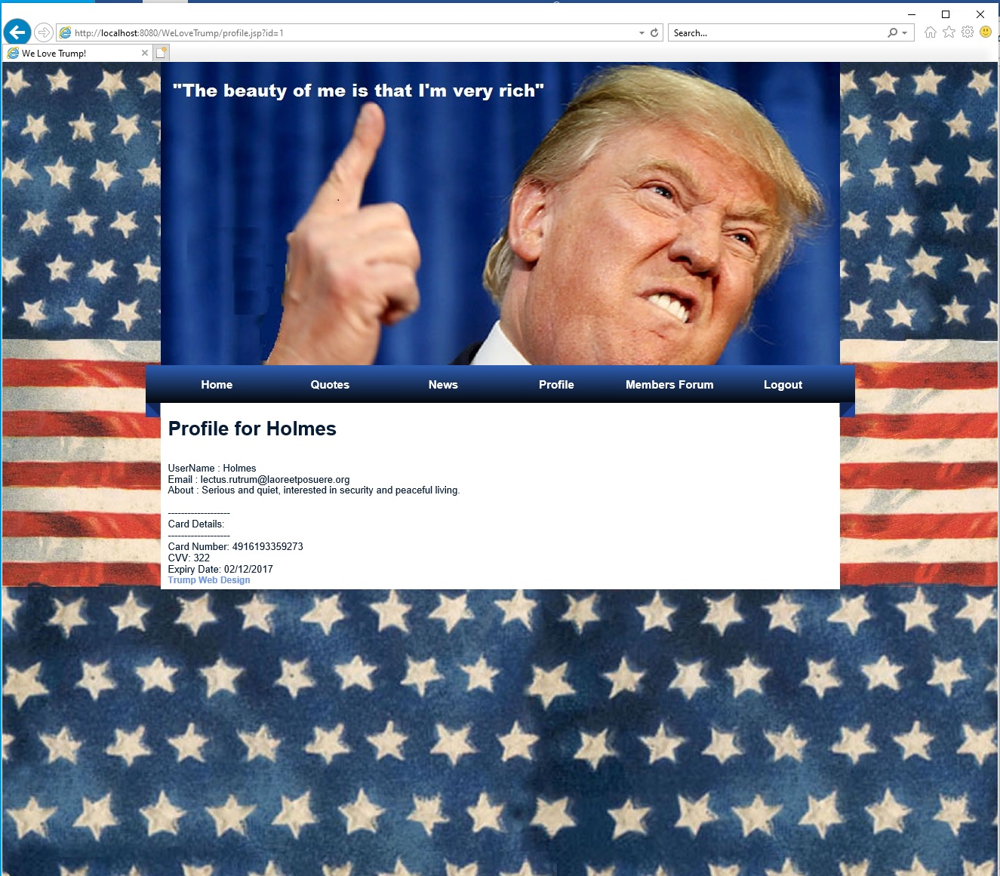 http://localhost:8080/WeLoveTrump/profile.jsp?id=1
Search...
We Love Trump!
"The beauty of me is that I'm very rich"
Home Quotes News Profile Members Forum Logout
Profile for Holmes
UserName : Holmes
Email : lectus.rutrum@laoreetposuere.org
About : Serious and quiet, interested in security and peaceful living.
-------------------
Card Details:
-------------------
Card Number: 4916193359273
CVV: 322
Expiry Date: 02/12/2017
Trump Web Design